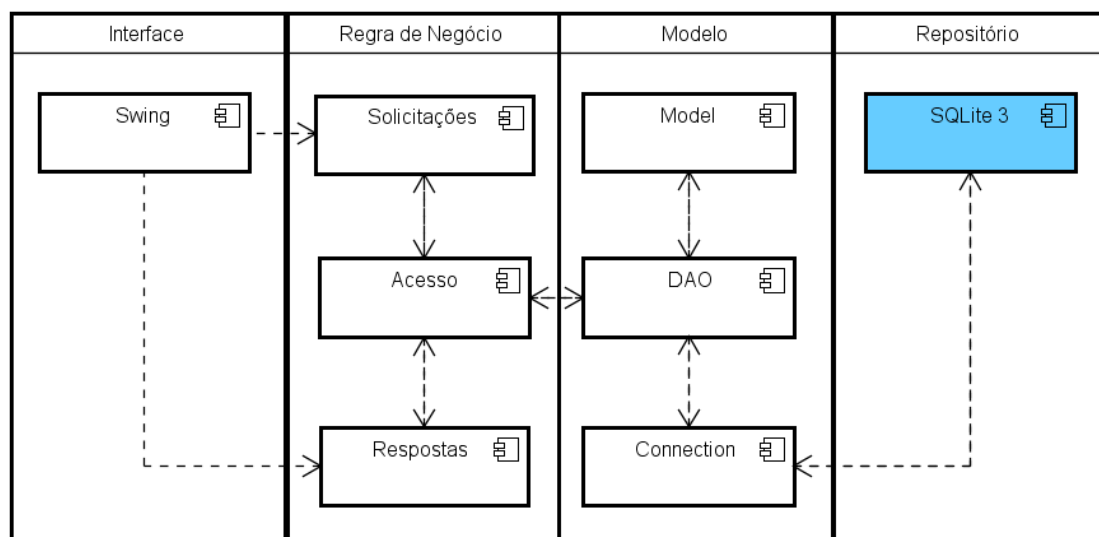 Interface
Regra de Negócio
Modelo
Repositório
Swing
Solicitações
Model
SQLite 3
Acesso
DAO
Respostas
Connection